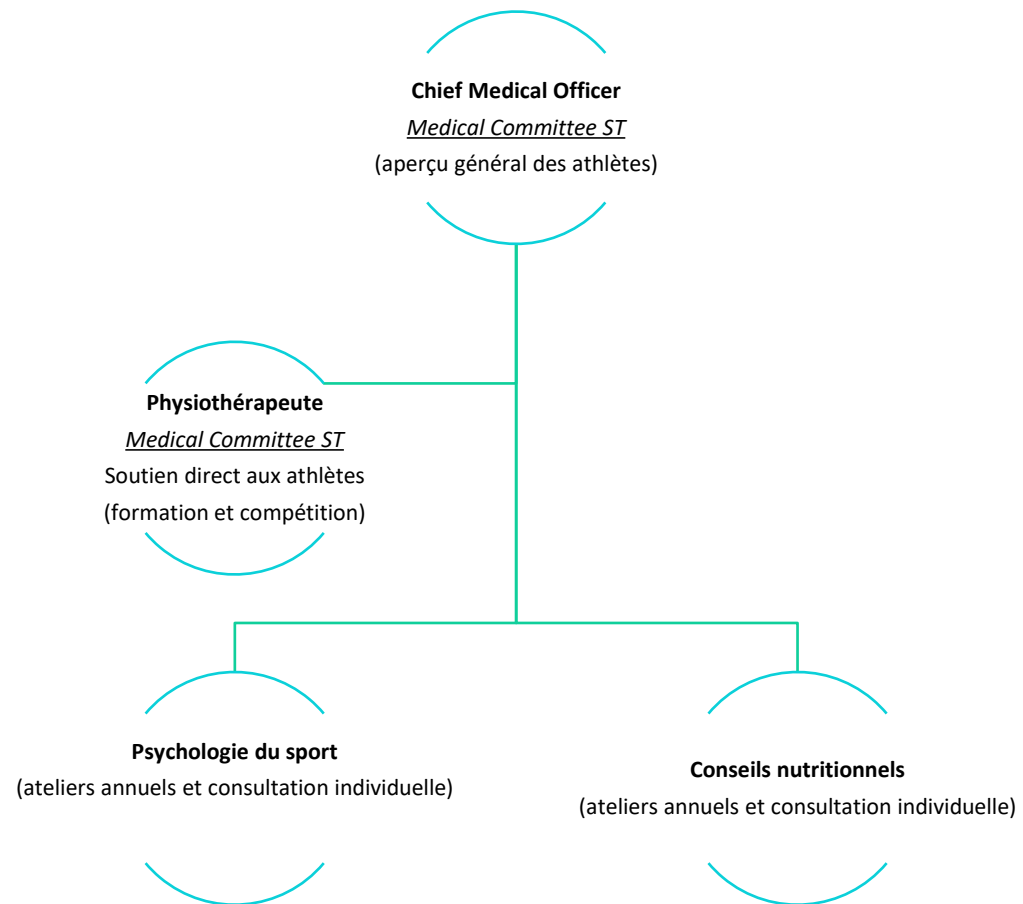 Chief Medical Officer
Medical Committee ST
(aperçu général des athlètes)
Physiothérapeute
Medical Committee ST
Soutien direct aux athlètes
(formation et compétition)
Psychologie du sport
(ateliers annuels et consultation individuelle)
Conseils nutritionnels
(ateliers annuels et consultation individuelle)